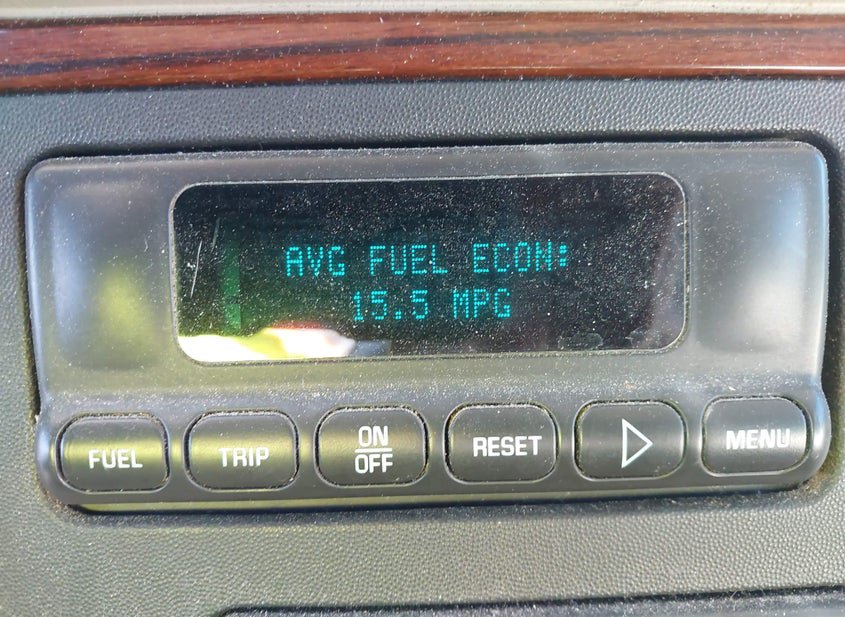 AVG FUEL ECON:
15.5 MPG
FUEL
TRIP
ON
OFF
RESET
MENU